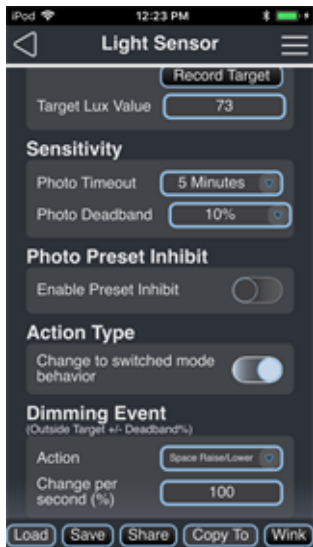 iPod 12:23 PM
Light Sensor
Record Target
Target Lux Value 73
Sensitivity
Photo Timeout 5 Minutes
Photo Deadband 10%
Photo Preset Inhibit
Enable Preset Inhibit
Action Type
Change to switched mode
behavior
Dimming Event
(Outside Target +/- Deadband%)
Action Space Raise/Lower
Change per
second (%) 100
Load Save Share Copy To Wink